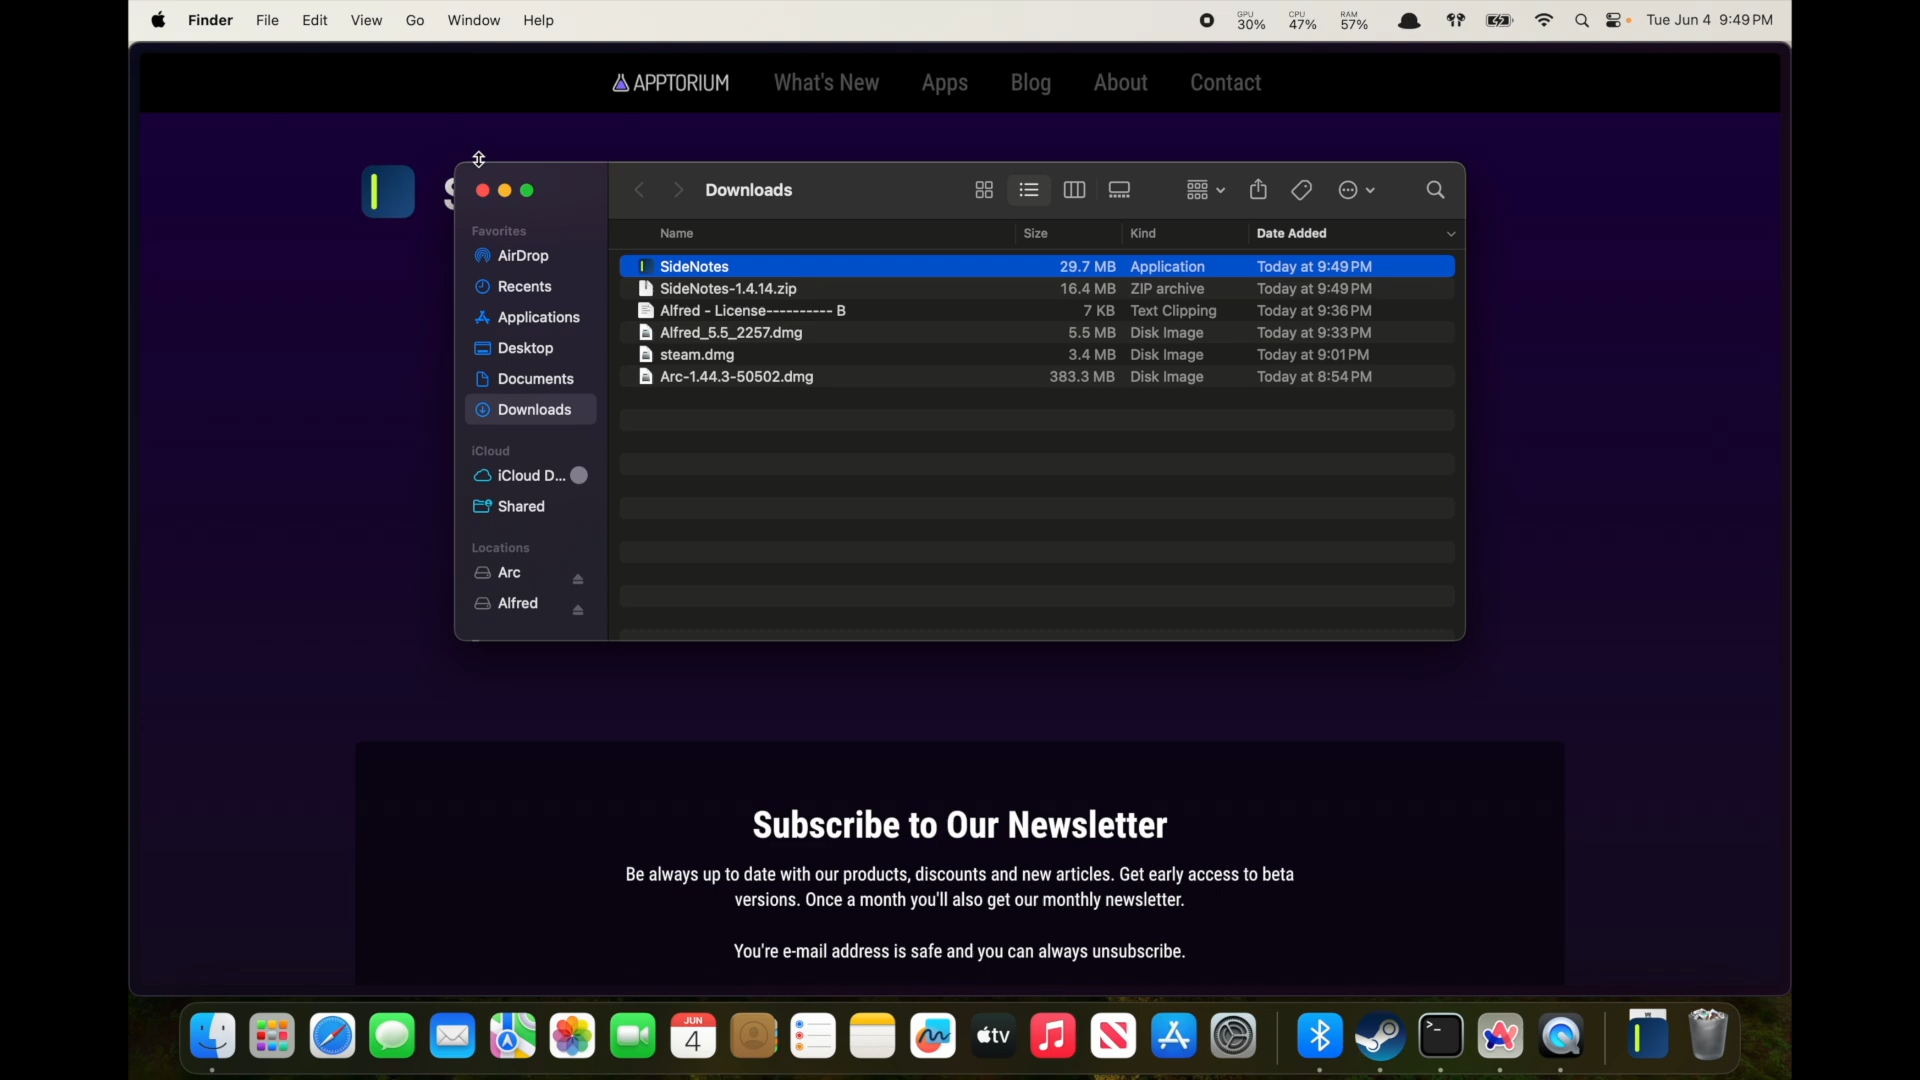 Finder File Edit View Go Window Help GPU 30% CPU 47% RAM 57% Tue Jun 4 9:49 PM
APPTORIUM What's New Apps Blog About Contact
S
Downloads
Favorites
AirDrop
Recents
Applications
Desktop
Documents
Downloads
iCloud
iCloud D...
Shared
Locations
Arc
Alfred
Name Size Kind Date Added
SideNotes 29.7 MB Application Today at 9:49 PM
SideNotes-1.4.14.zip 16.4 MB ZIP archive Today at 9:49 PM
Alfred - License---------- B 7 KB Text Clipping Today at 9:36 PM
Alfred_5.5_2257.dmg 5.5 MB Disk Image Today at 9:33 PM
steam.dmg 3.4 MB Disk Image Today at 9:01 PM
Arc-1.44.3-50502.dmg 383.3 MB Disk Image Today at 8:54 PM
Subscribe to Our Newsletter
Be always up to date with our products, discounts and new articles. Get early access to beta
versions. Once a month you'll also get our monthly newsletter.
You're e-mail address is safe and you can always unsubscribe.
JUN
4
tv